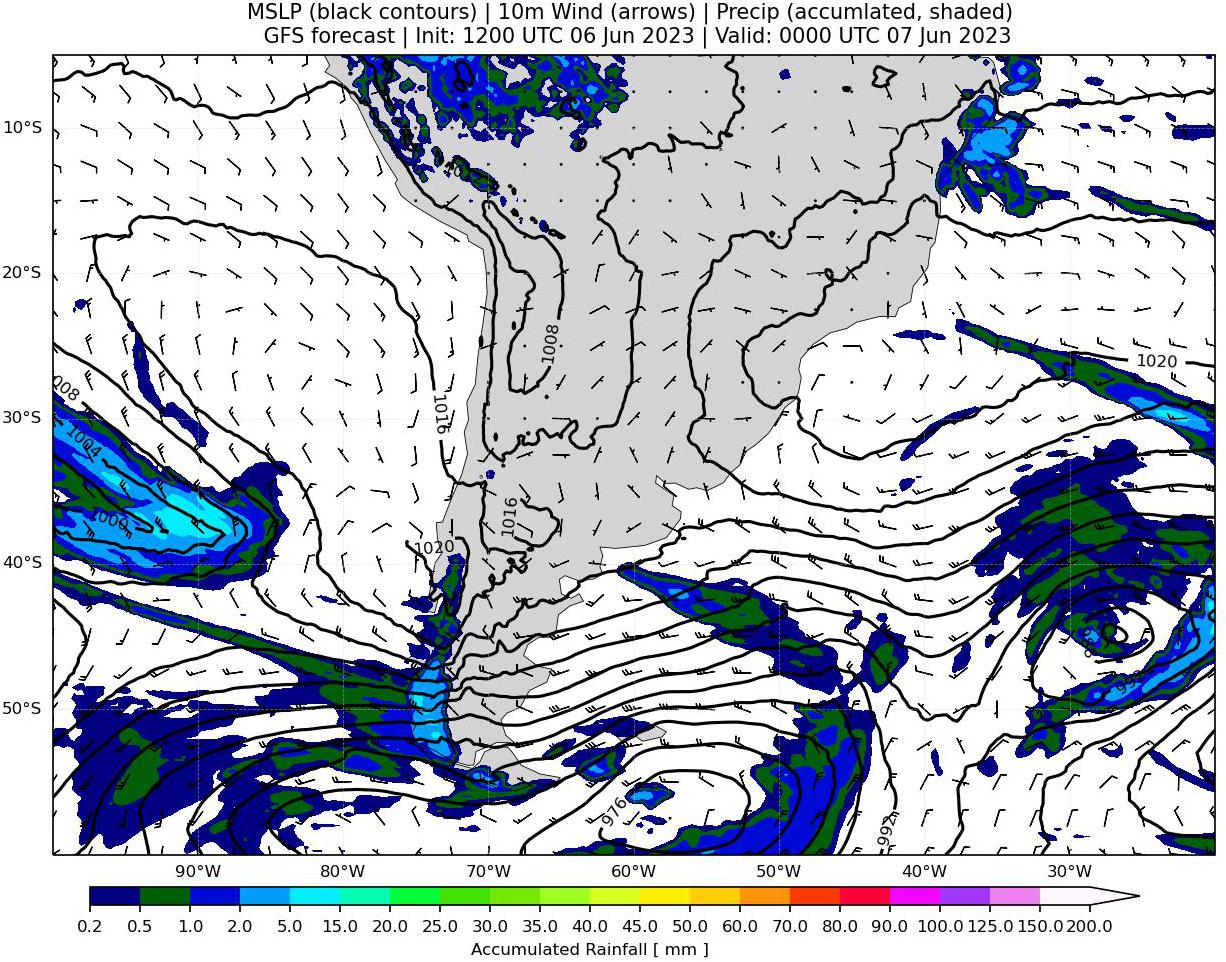 MSLP (black contours) | 10m Wind (arrows) | Precip (accumlated, shaded)
GFS forecast | Init: 1200 UTC 06 Jun 2023 | Valid: 0000 UTC 07 Jun 2023
10°S
1012
20°S
1008
1020
008
1016
30°S
1004
1000
1016
1020
40°S
992
50°S
976
992
90°W 80°W 70°W 60°W 50°W 40°W 30°W
0.2 0.5 1.0 2.0 5.0 15.0 20.0 25.0 30.0 35.0 40.0 45.0 50.0 60.0 70.0 80.0 90.0 100.0 125.0 150.0 200.0
Accumulated Rainfall [ mm ]